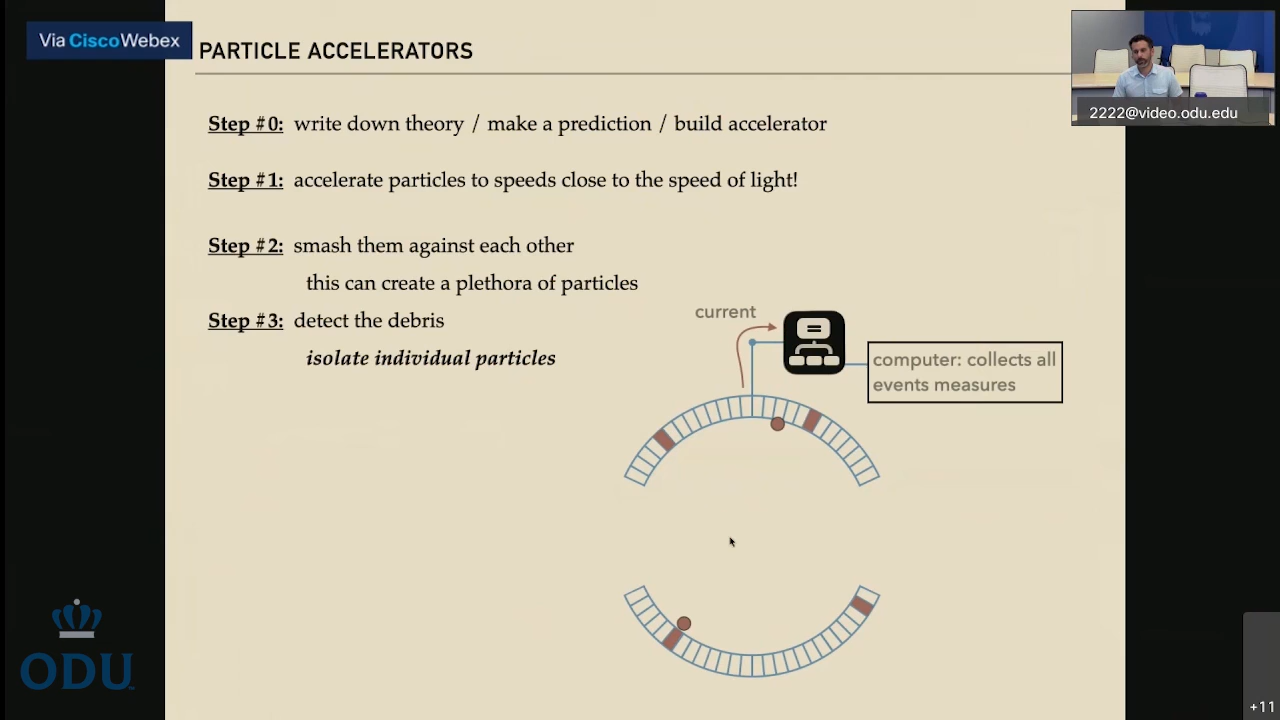 Via Cisco Webex
PARTICLE ACCELERATORS
2222@video.odu.edu
Step #0: write down theory / make a prediction / build accelerator
Step #1: accelerate particles to speeds close to the speed of light!
Step #2: smash them against each other
this can create a plethora of particles
Step #3: detect the debris
isolate individual particles
current
=
computer: collects all
events measures
ODU
+11